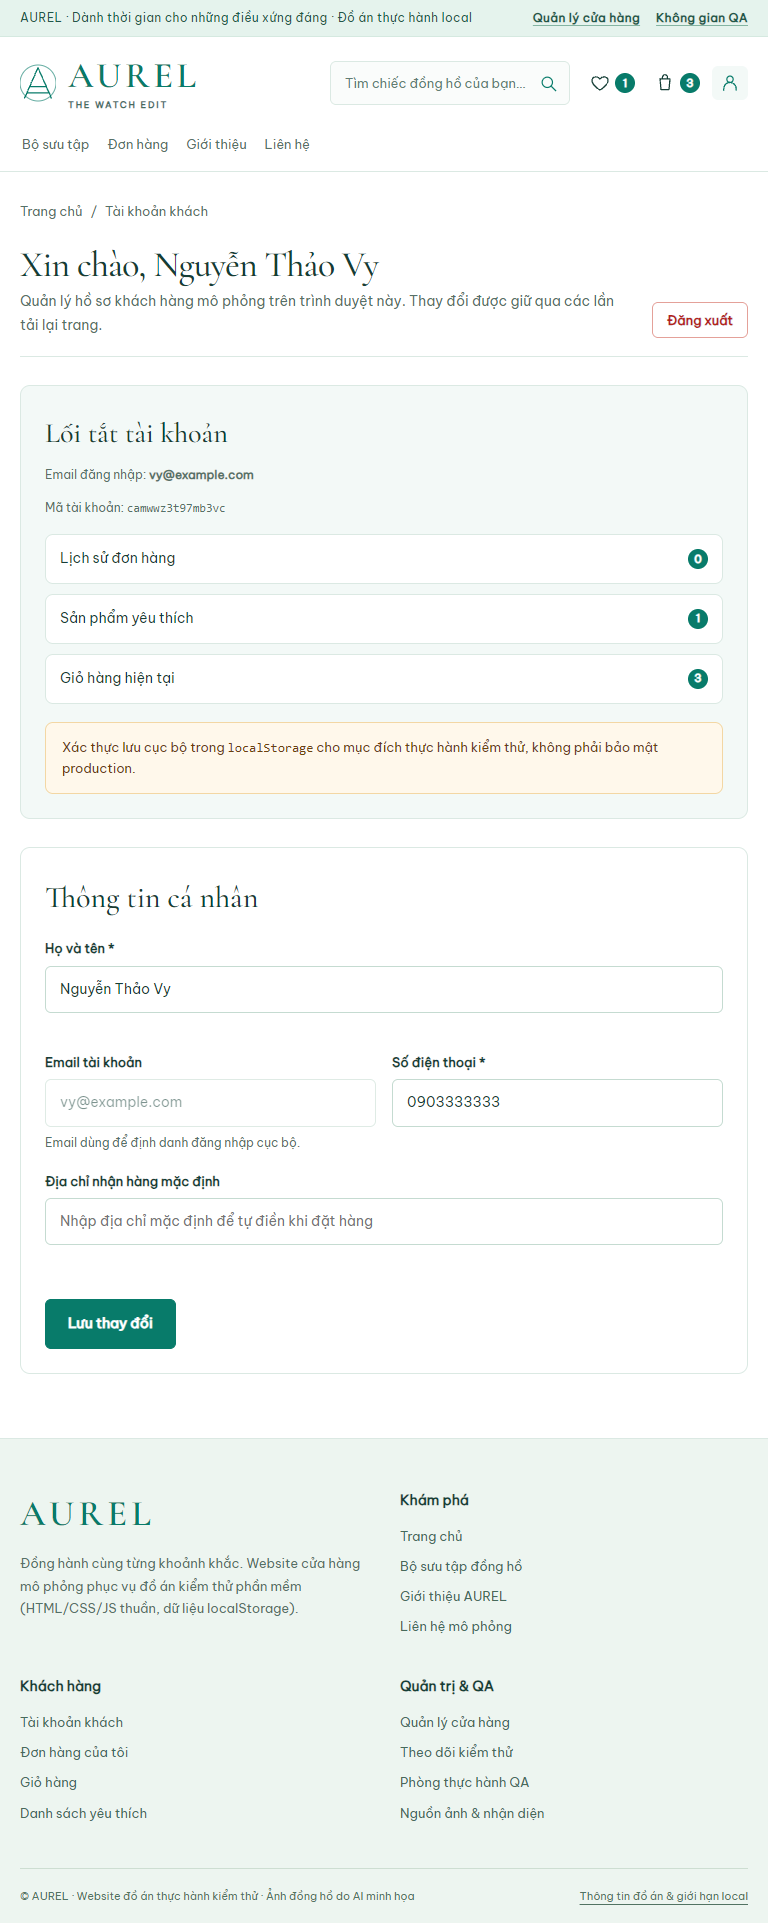 AUREL · Dành thời gian cho những điều xứng đáng · Đồ án thực hành local
Quản lý cửa hàng
Không gian QA
AUREL
THE WATCH EDIT
Tìm chiếc đồng hồ của bạn...
1
3
Bộ sưu tập
Đơn hàng
Giới thiệu
Liên hệ
Trang chủ / Tài khoản khách
Xin chào, Nguyễn Thảo Vy
Quản lý hồ sơ khách hàng mô phỏng trên trình duyệt này. Thay đổi được giữ qua các lần
tải lại trang.
Đăng xuất
Lối tắt tài khoản
Email đăng nhập: vy@example.com
Mã tài khoản: camwwz3t97mb3vc
Lịch sử đơn hàng
0
Sản phẩm yêu thích
1
Giỏ hàng hiện tại
3
Xác thực lưu cục bộ trong localStorage cho mục đích thực hành kiểm thử, không phải bảo mật
production.
Thông tin cá nhân
Họ và tên *
Nguyễn Thảo Vy
Email tài khoản
Số điện thoại *
vy@example.com
0903333333
Email dùng để định danh đăng nhập cục bộ.
Địa chỉ nhận hàng mặc định
Nhập địa chỉ mặc định để tự điền khi đặt hàng
Lưu thay đổi
AUREL
Đồng hành cùng từng khoảnh khắc. Website cửa hàng
mô phỏng phục vụ đồ án kiểm thử phần mềm
(HTML/CSS/JS thuần, dữ liệu localStorage).
Khám phá
Trang chủ
Bộ sưu tập đồng hồ
Giới thiệu AUREL
Liên hệ mô phỏng
Khách hàng
Tài khoản khách
Đơn hàng của tôi
Giỏ hàng
Danh sách yêu thích
Quản trị & QA
Quản lý cửa hàng
Theo dõi kiểm thử
Phòng thực hành QA
Nguồn ảnh & nhận diện
© AUREL · Website đồ án thực hành kiểm thử · Ảnh đồng hồ do AI minh họa
Thông tin đồ án & giới hạn local